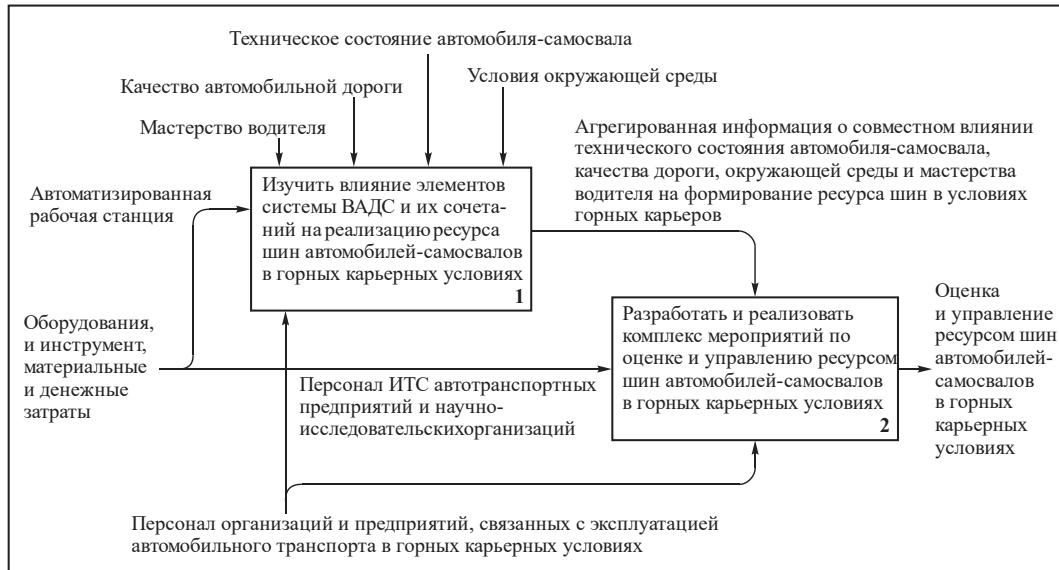 Техническое состояние автомобиля-самосвала
Условия окружающей среды
Качество автомобильной дороги
Мастерство водителя
Агрегированная информация о совместном влиянии
технического состояния автомобиля-самосвала,
качества дороги, окружающей среды и мастерства
водителя на формирование ресурса шин в условиях
горных карьеров
Автоматизированная
рабочая станция
Изучить влияние элементов
системы ВАДС и их сочета-
ний на реализацию ресурса
шин автомобилей-самосвалов
в горных карьерных условиях
1
Оборудования,
и инструмент,
материальные
и денежные
затраты
Разработать и реализовать
комплекс мероприятий по
оценке и управлению ресурсом
шин автомобилей-самосвалов
в горных карьерных условиях
2
Оценка
и управление
ресурсом шин
автомобилей-
самосвалов
в горных
карьерных
условиях
Персонал ИТС автотранспортных
предприятий и научно-
исследовательскихорганизаций
Персонал организаций и предприятий, связанных с эксплуатацией
автомобильного транспорта в горных карьерных условиях